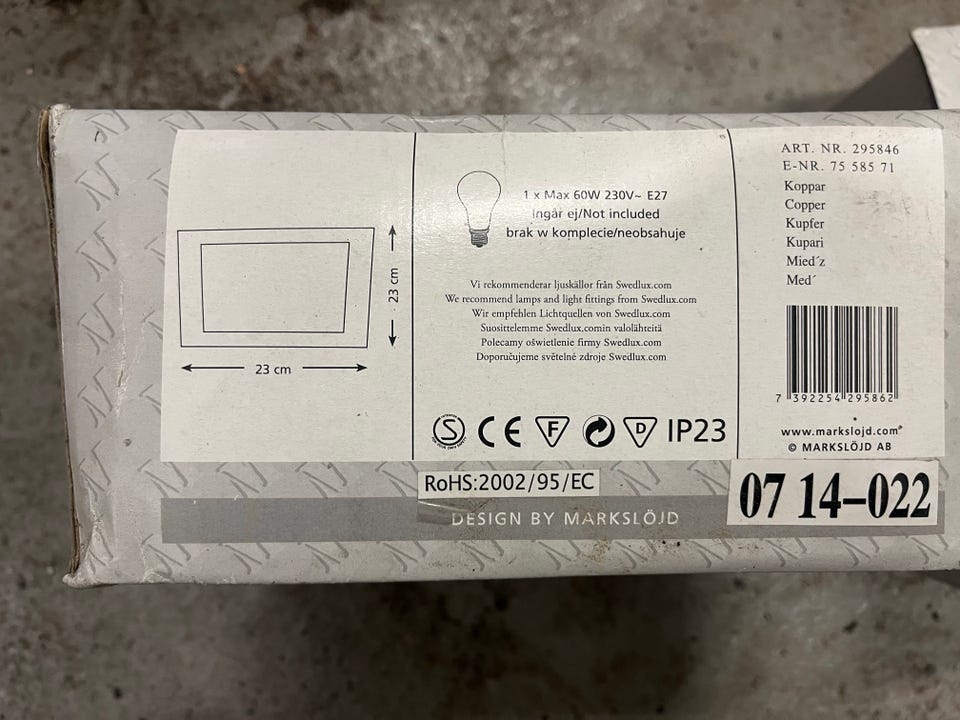 23 cm
23 cm
1 x Max 60W 230V~ E27
Ingår ej/Not included
brak w komplecie/neobsahuje
Vi rekommenderar ljuskällor från Swedlux.com
We recommend lamps and light fittings from Swedlux.com
Wir empfehlen Lichtquellen von Swedlux.com
Suosittelemme Swedlux.comin valolähteitä
Polecamy oświetlenie firmy Swedlux.com
Doporučujeme světelné zdroje Swedlux.com
S CE F D IP23
ART. NR. 295846
E-NR. 75 585 71
Koppar
Copper
Kupfer
Kupari
Mied´z
Med´
7 392254 295862
www.markslojd.com
© MARKSLÖJD AB
RoHS:2002/95/EC
07 14-022
DESIGN BY MARKSLÖJD